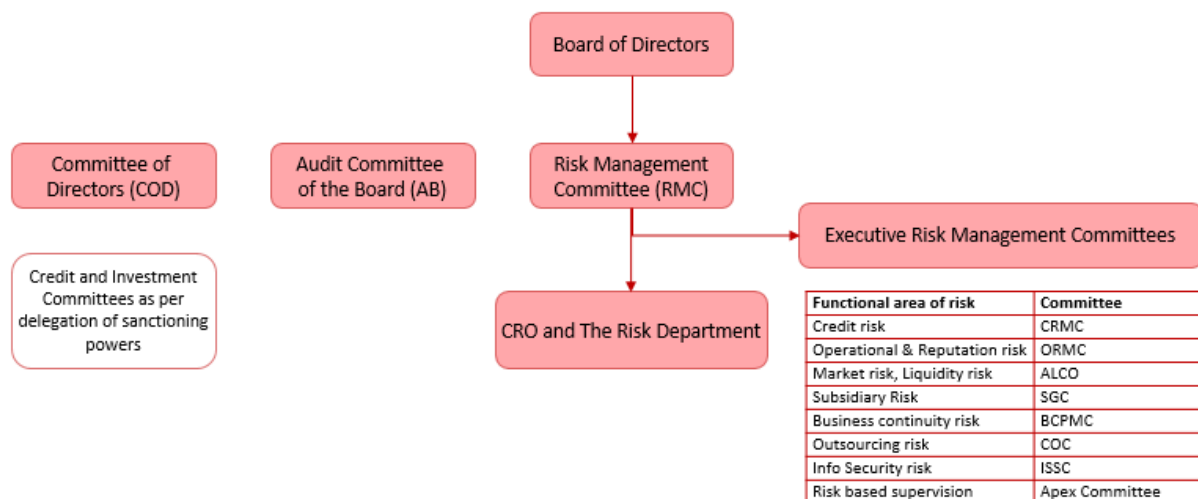 Board of Directors
Committee of
Directors (COD)
Audit Committee
of the Board (AB)
Risk Management
Committee (RMC)
Executive Risk Management Committees
Credit and Investment
Committees as per
delegation of sanctioning
powers
CRO and The Risk Department
Functional area of risk Committee
Credit risk CRMC
Operational & Reputation risk ORMC
Market risk, Liquidity risk ALCO
Subsidiary Risk SGC
Business continuity risk BCPMC
Outsourcing risk COC
Info Security risk ISSC
Risk based supervision Apex Committee